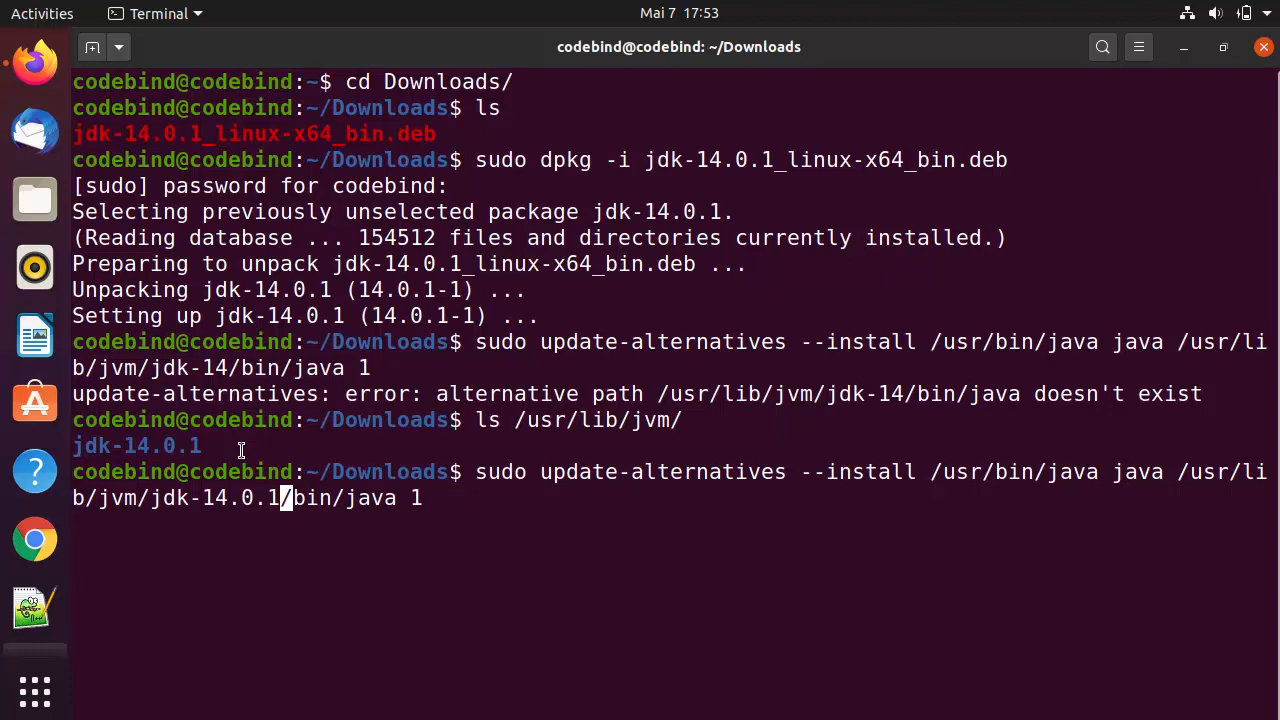 Activities
Terminal
Mai 7 17:53
codebind@codebind: ~/Downloads
codebind@codebind:~$ cd Downloads/
codebind@codebind:~/Downloads$ ls
jdk-14.0.1_linux-x64_bin.deb
codebind@codebind:~/Downloads$ sudo dpkg -i jdk-14.0.1_linux-x64_bin.deb
[sudo] password for codebind:
Selecting previously unselected package jdk-14.0.1.
(Reading database ... 154512 files and directories currently installed.)
Preparing to unpack jdk-14.0.1_linux-x64_bin.deb ...
Unpacking jdk-14.0.1 (14.0.1-1) ...
Setting up jdk-14.0.1 (14.0.1-1) ...
codebind@codebind:~/Downloads$ sudo update-alternatives --install /usr/bin/java java /usr/li
b/jvm/jdk-14/bin/java 1
update-alternatives: error: alternative path /usr/lib/jvm/jdk-14/bin/java doesn't exist
codebind@codebind:~/Downloads$ ls /usr/lib/jvm/
jdk-14.0.1
codebind@codebind:~/Downloads$ sudo update-alternatives --install /usr/bin/java java /usr/li
b/jvm/jdk-14.0.1/bin/java 1